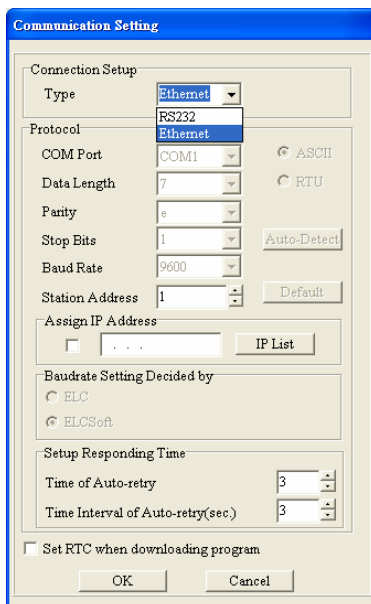 Communication Setting
Connection Setup
Type Ethernet
RS232
Ethernet
Protocol
COM Port COM1 ASCII
Data Length 7 RTU
Parity e
Stop Bits 1 Auto-Detect
Baud Rate 9600
Station Address 1 Default
Assign IP Address
. . . IP List
Baudrate Setting Decided by
ELC
ELCSoft
Setup Responding Time
Time of Auto-retry 3
Time Interval of Auto-retry(sec.) 3
Set RTC when downloading program
OK Cancel